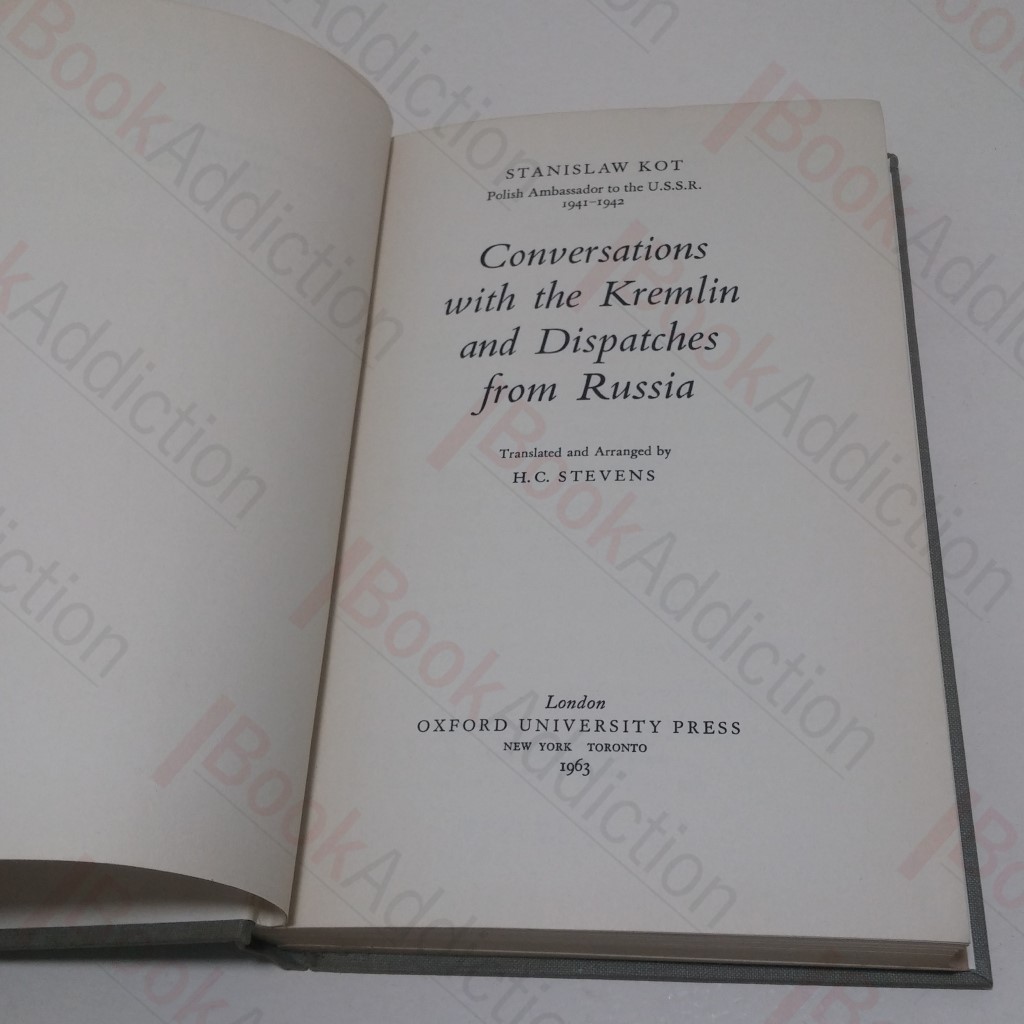 STANISLAW KOT
Polish Ambassador to the U.S.S.R.
1941–1942
Conversations
with the Kremlin
and Dispatches
from Russia
Translated and Arranged by
H.C. STEVENS
London
OXFORD UNIVERSITY PRESS
NEW YORK TORONTO
1963
BookAddiction